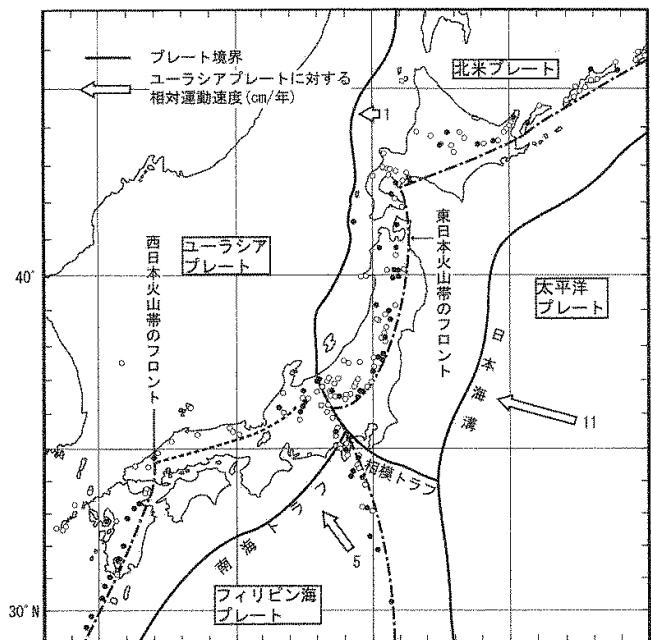 プレート境界
ユーラシアプレートに対する
相対運動速度(cm/年)
北米プレート
1
西日本火山帯のフロント
ユーラシア
プレート
東日本火山帯のフロント
40°
太平洋
プレート
日本海溝
11
相模トラフ
南海トラフ
5
フィリピン海
プレート
30°N